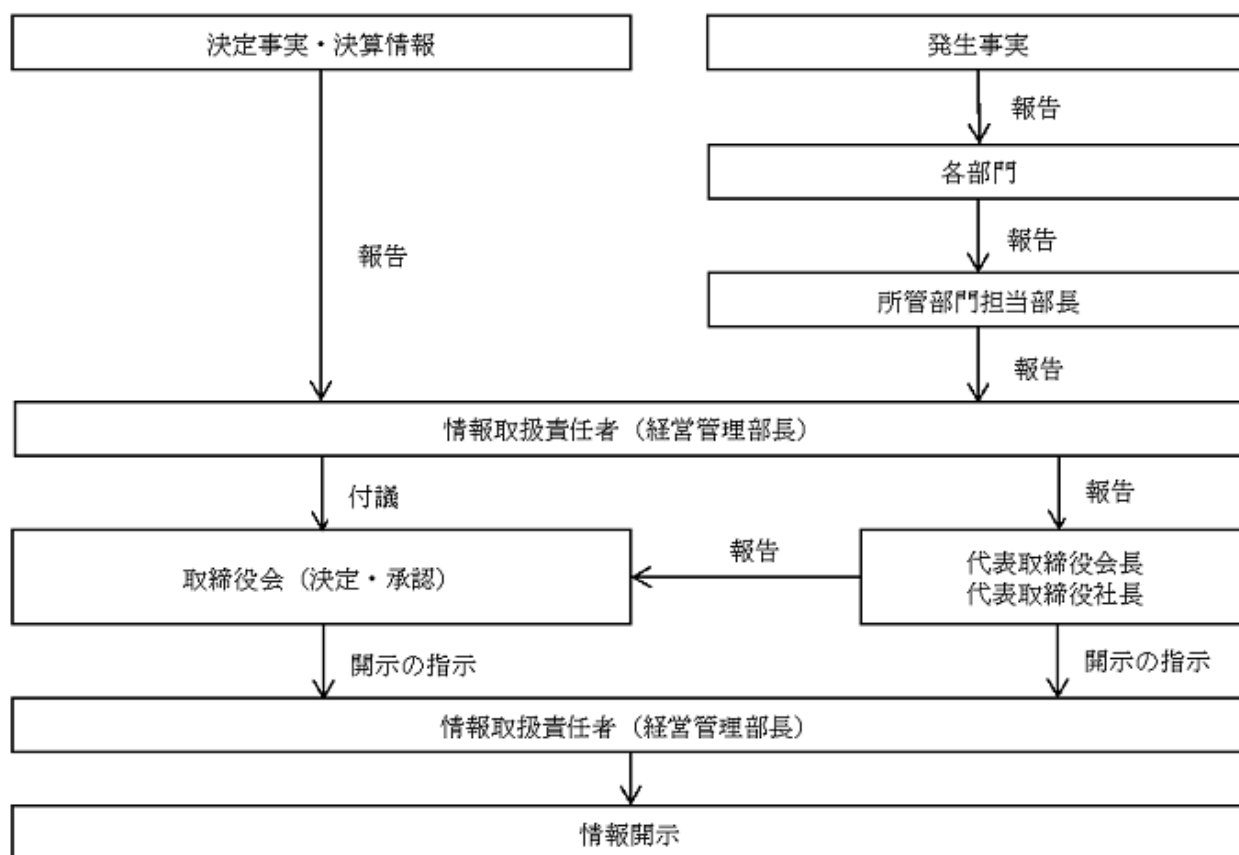 決定事実・決算情報
発生事実
報告
各部門
報告
報告
所管部門担当部長
報告
情報取扱責任者（経営管理部長）
付議
報告
報告
取締役会（決定・承認）
代表取締役会長
代表取締役社長
開示の指示
開示の指示
情報取扱責任者（経営管理部長）
情報開示